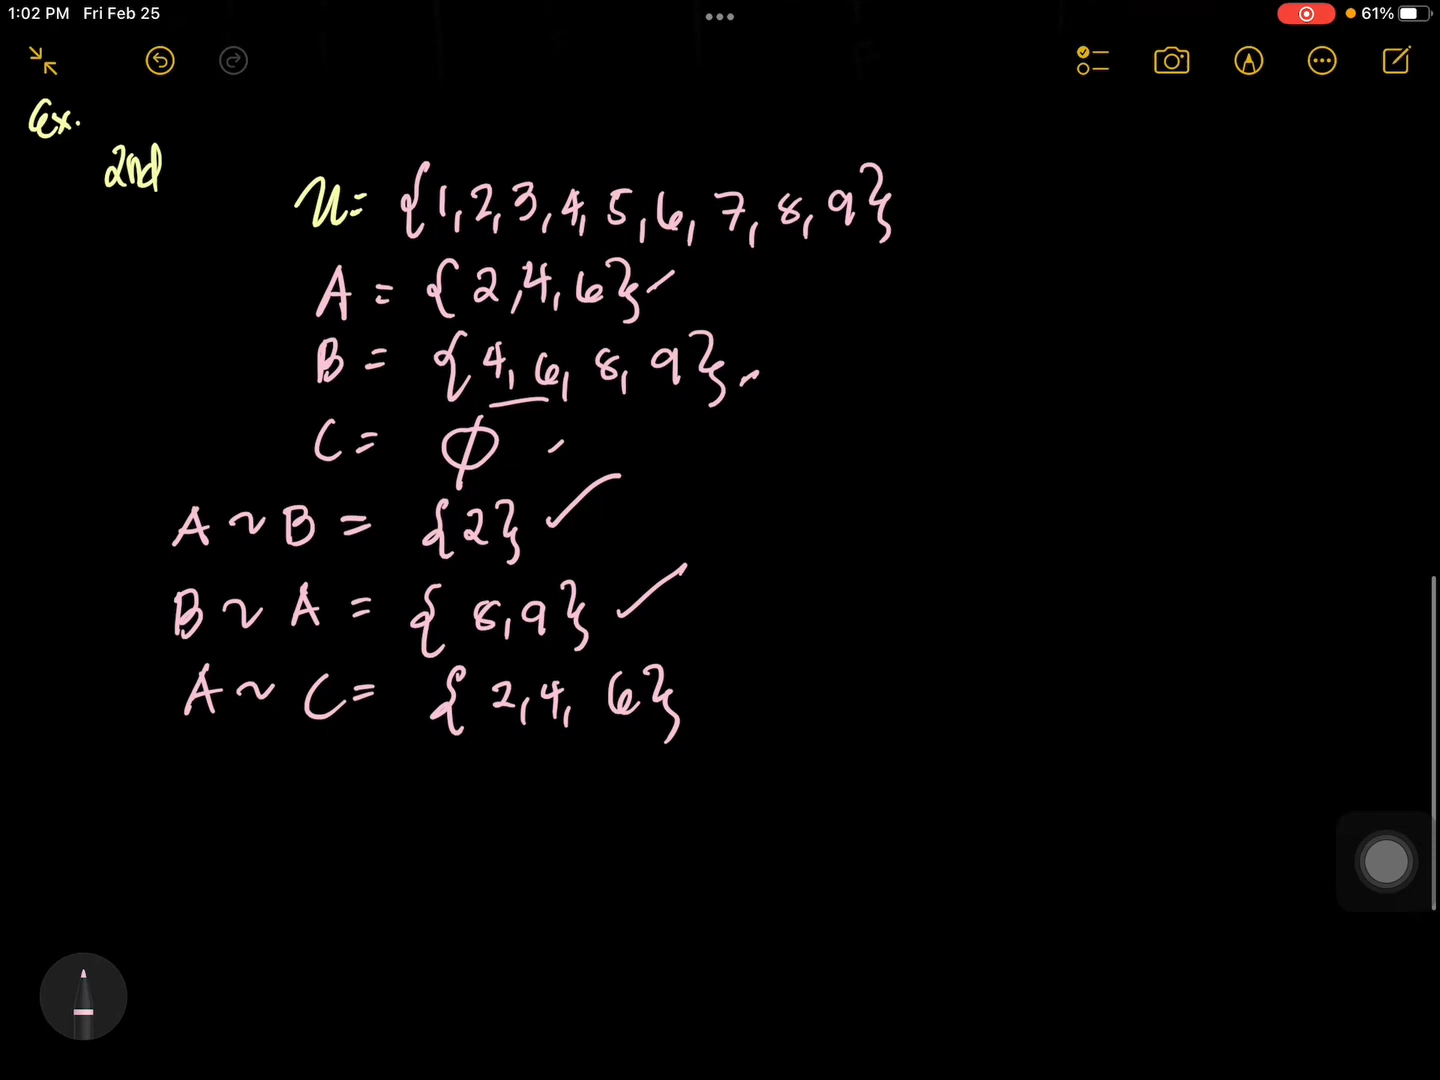 1:02 PM Fri Feb 25 61%
Ex.
2nd
U = {1, 2, 3, 4, 5, 6, 7, 8, 9}
A = {2, 4, 6} ✓
B = {4, 6, 8, 9}
C = ϕ
A ~ B = {2} ✓
B ~ A = {8, 9} ✓
A ~ C = {2, 4, 6}